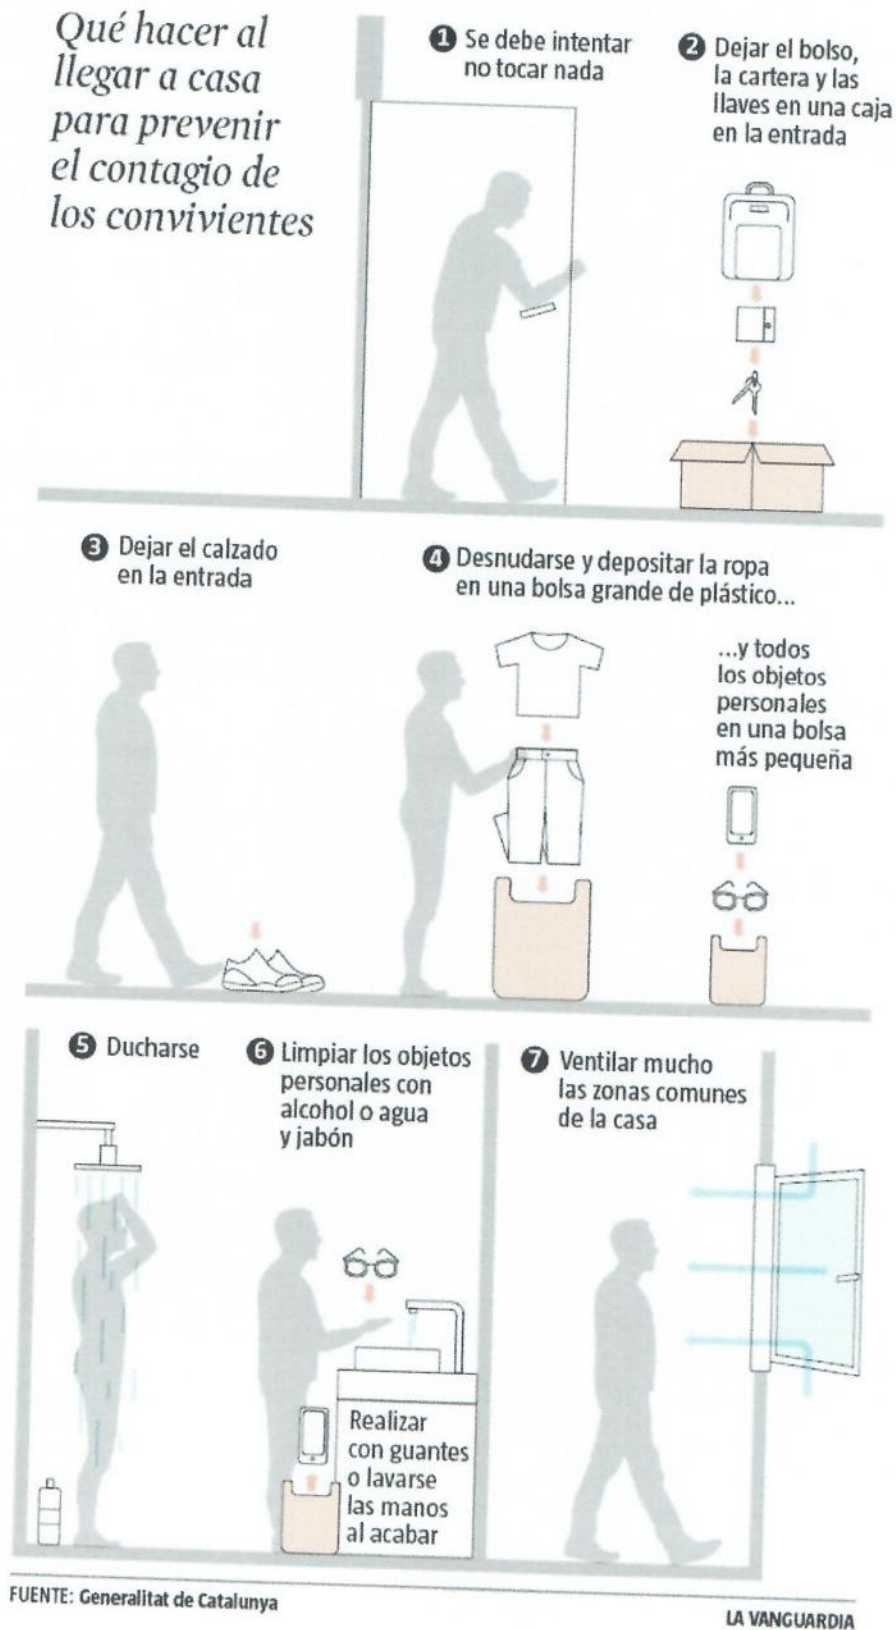 Qué hacer al
llegar a casa
para prevenir
el contagio de
los convivientes
1 Se debe intentar
no tocar nada
2 Dejar el bolso,
la cartera y las
llaves en una caja
en la entrada
3 Dejar el calzado
en la entrada
4 Desnudarse y depositar la ropa
en una bolsa grande de plástico...
...y todos
los objetos
personales
en una bolsa
más pequeña
5 Ducharse
6 Limpiar los objetos
personales con
alcohol o agua
y jabón
Realizar
con guantes
o lavarse
las manos
al acabar
7 Ventilar mucho
las zonas comunes
de la casa
FUENTE: Generalitat de Catalunya
LA VANGUARDIA